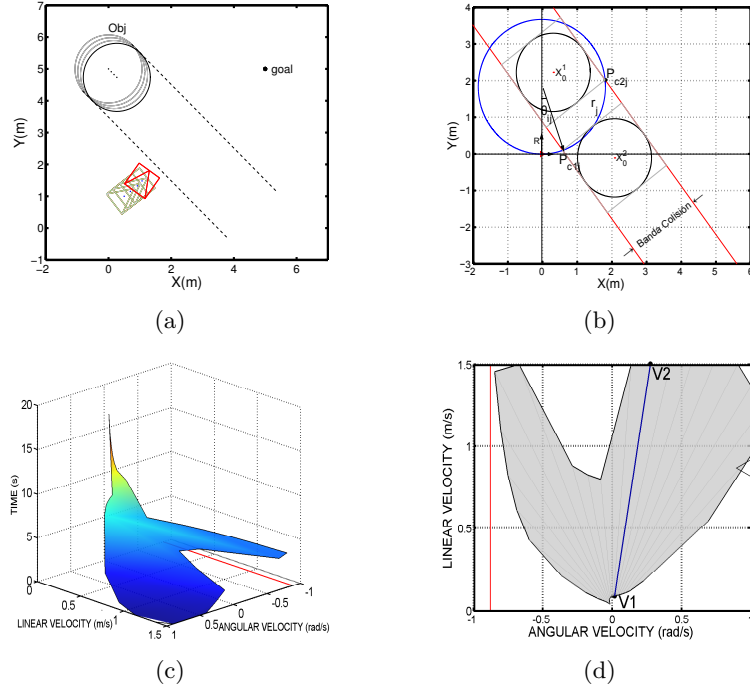 7
6
5
4
3
2
1
0
−1
−2
0
2
4
6
Y(m)
X(m)
Obj
goal
(a)
4
3
2
1
0
−1
−2
−3
−2
−1
0
1
2
3
4
5
6
Y(m)
X(m)
X₀¹
P c2j
θ ij
r j
R
P c1j
X₀²
Banda Colisión
(b)
20
15
10
5
0
TIME (s)
0
0.5
1
1.5
LINEAR VELOCITY (m/s)
1
0.5
0
-0.5
-1
ANGULAR VELOCITY (rad/s)
(c)
1.5
1
0.5
0
LINEAR VELOCITY (m/s)
-1
-0.5
0
0.5
1
ANGULAR VELOCITY (rad/s)
V2
V1
(d)